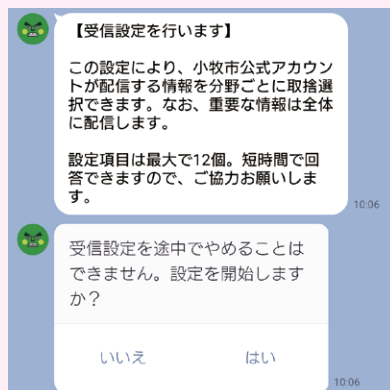 【受信設定を行います】
この設定により、小牧市公式アカウン
トが配信する情報を分野ごとに取捨選
択できます。なお、重要な情報は全体
に配信します。
設定項目は最大で12個。短時間で回
答できますので、ご協力お願いしま
す。
10:06
受信設定を途中でやめることは
できません。設定を開始します
か？
いいえ はい
10:06